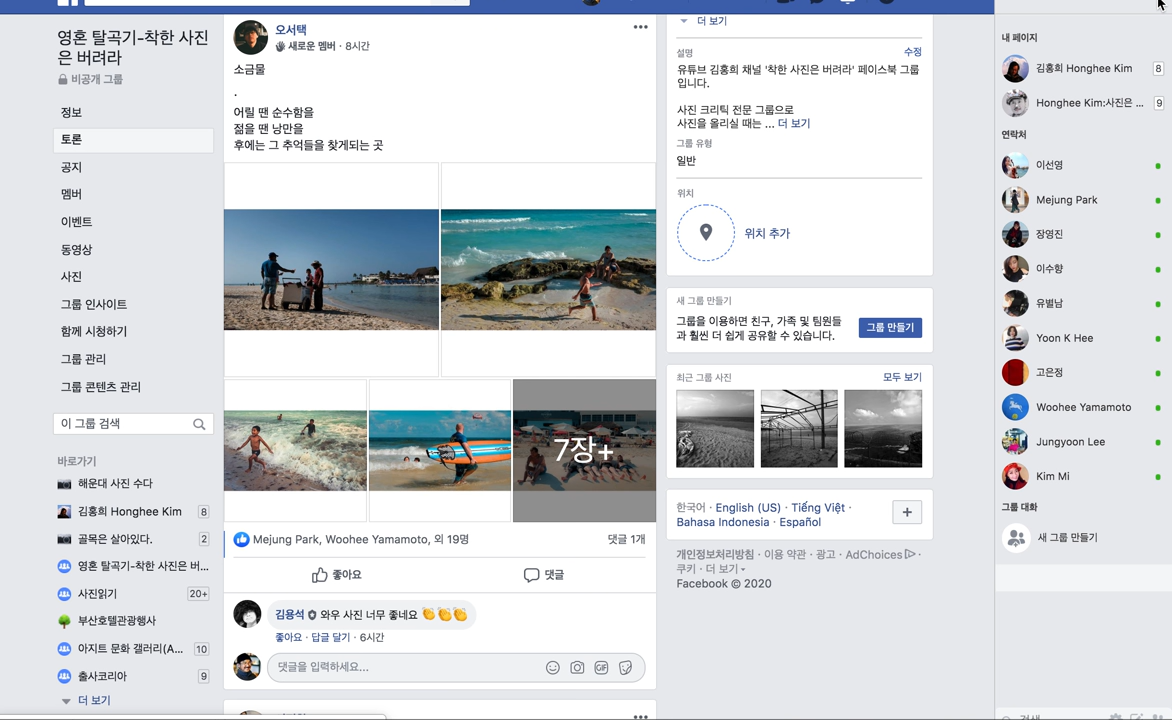 영혼 탈곡기-착한 사진
은 버려라
비공개 그룹
정보
토론
공지
멤버
이벤트
동영상
사진
그룹 인사이트
함께 시청하기
그룹 관리
그룹 콘텐츠 관리
이 그룹 검색
바로가기
해운대 사진 수다
김홍희 Honghee Kim 8
골목은 살아있다. 2
영혼 탈곡기-착한 사진은 버...
사진읽기 20+
부산호텔관광행사
아지트 문화 갤러리(A... 10
출사코리아 9
더 보기
오서택
새로운 멤버 · 8시간
소금물
.
어릴 땐 순수함을
젊을 땐 낭만을
후에는 그 추억들을 찾게되는 곳
7장+
Mejung Park, Woohee Yamamoto, 외 19명
댓글 1개
좋아요
댓글
김용석 와우 사진 너무 좋네요 👏👏👏
좋아요 · 답글 달기 · 6시간
댓글을 입력하세요...
GIF
더 보기
설명
수정
유튜브 김홍희 채널 '착한 사진은 버려라' 페이스북 그룹
입니다.
사진 크리틱 전문 그룹으로
사진을 올리실 때는 ... 더 보기
그룹 유형
일반
위치
위치 추가
새 그룹 만들기
그룹을 이용하면 친구, 가족 및 팀원들
과 훨씬 더 쉽게 공유할 수 있습니다.
그룹 만들기
최근 그룹 사진
모두 보기
한국어 · English (US) · Tiếng Việt ·
Bahasa Indonesia · Español
개인정보처리방침 · 이용 약관 · 광고 · AdChoices ·
쿠키 · 더 보기
Facebook © 2020
내 페이지
김홍희 Honghee Kim 8
Honghee Kim:사진은 ... 9
연락처
이선영
Mejung Park
장영진
이수향
유별남
Yoon K Hee
고은정
Woohee Yamamoto
Jungyoon Lee
Kim Mi
그룹 대화
새 그룹 만들기